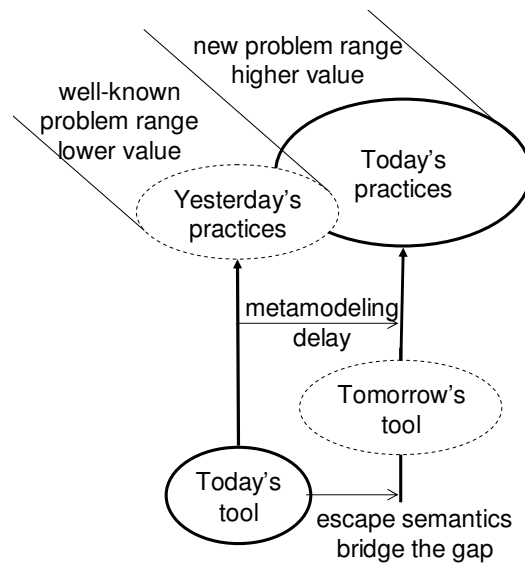 new problem range
higher value
well-known
problem range
lower value
Today's
practices
Yesterday's
practices
metamodeling
delay
Tomorrow's
tool
Today's
tool
escape semantics
bridge the gap